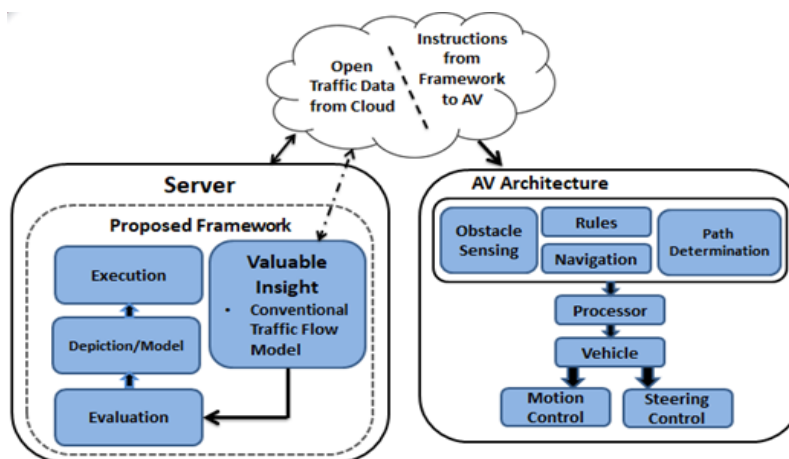 Open
Traffic Data
from Cloud
Instructions
from
Framework
to AV
Server
Proposed Framework
Execution
Depiction/Model
Evaluation
Valuable
Insight
• Conventional
Traffic Flow
Model
AV Architecture
Obstacle
Sensing
Rules
Navigation
Path
Determination
Processor
Vehicle
Motion
Control
Steering
Control